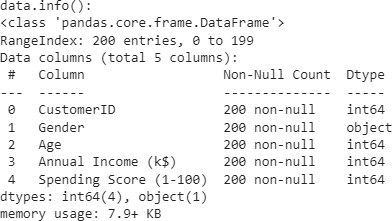 data.info():
<class 'pandas.core.frame.DataFrame'>
RangeIndex: 200 entries, 0 to 199
Data columns (total 5 columns):
 #   Column                  Non-Null Count  Dtype
---  ------                  --------------  -----
 0   CustomerID              200 non-null    int64
 1   Gender                  200 non-null    object
 2   Age                     200 non-null    int64
 3   Annual Income (k$)      200 non-null    int64
 4   Spending Score (1-100)  200 non-null    int64
dtypes: int64(4), object(1)
memory usage: 7.9+ KB